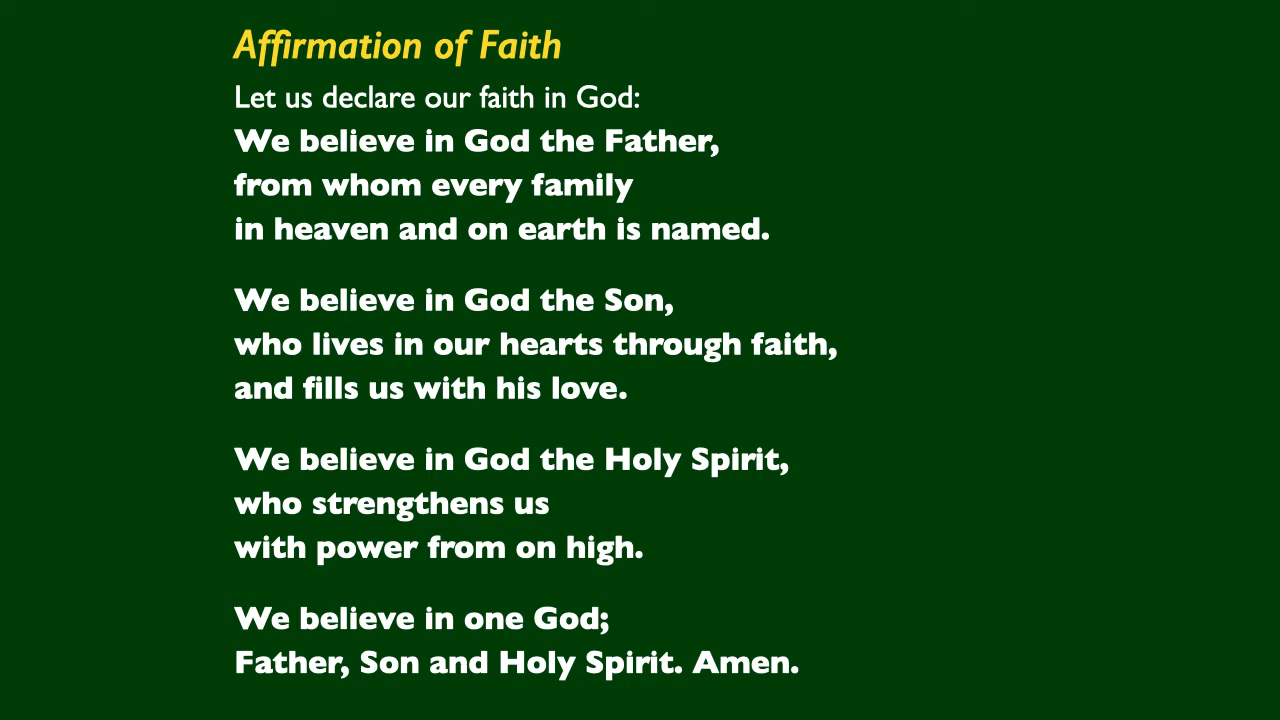 Affirmation of Faith
Let us declare our faith in God:
We believe in God the Father,
from whom every family
in heaven and on earth is named.
We believe in God the Son,
who lives in our hearts through faith,
and fills us with his love.
We believe in God the Holy Spirit,
who strengthens us
with power from on high.
We believe in one God;
Father, Son and Holy Spirit. Amen.